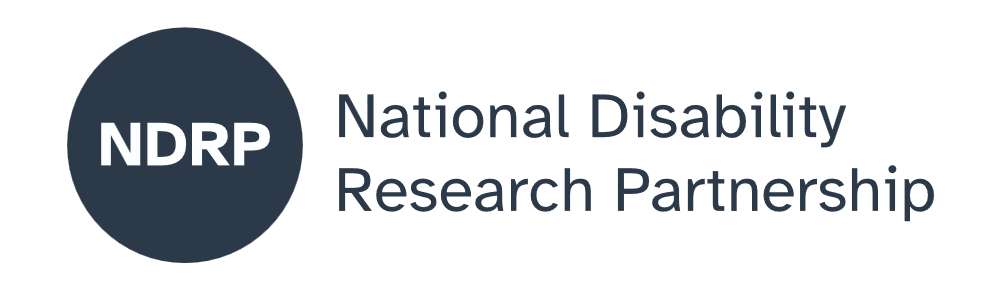 NDRP
National Disability
Research Partnership